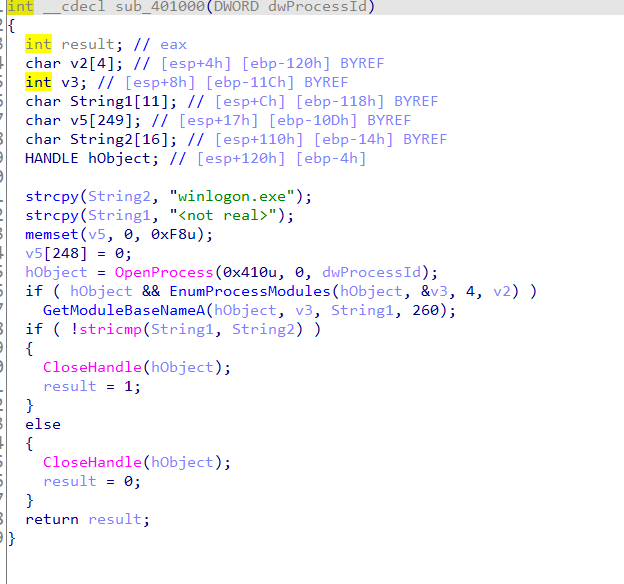 int __cdecl sub_401000(DWORD dwProcessId)
{
int result; // eax
char v2[4]; // [esp+4h] [ebp-120h] BYREF
int v3; // [esp+8h] [ebp-11Ch] BYREF
char String1[11]; // [esp+Ch] [ebp-118h] BYREF
char v5[249]; // [esp+17h] [ebp-10Dh] BYREF
char String2[16]; // [esp+110h] [ebp-14h] BYREF
HANDLE hObject; // [esp+120h] [ebp-4h]
strcpy(String2, "winlogon.exe");
strcpy(String1, "<not real>");
memset(v5, 0, 0xF8u);
v5[248] = 0;
hObject = OpenProcess(0x410u, 0, dwProcessId);
if ( hObject && EnumProcessModules(hObject, &v3, 4, v2) )
GetModuleBaseNameA(hObject, v3, String1, 260);
if ( !stricmp(String1, String2) )
{
CloseHandle(hObject);
result = 1;
}
else
{
CloseHandle(hObject);
result = 0;
}
return result;
}